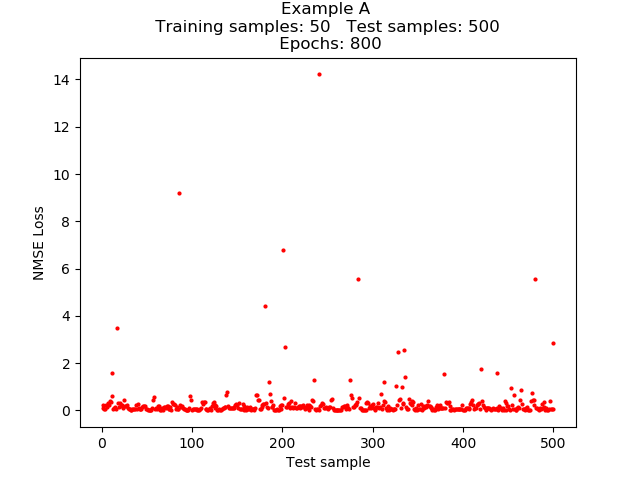 Example A
Training samples: 50   Test samples: 500
Epochs: 800
14
12
10
8
6
4
2
0
NMSE Loss
0 100 200 300 400 500
Test sample